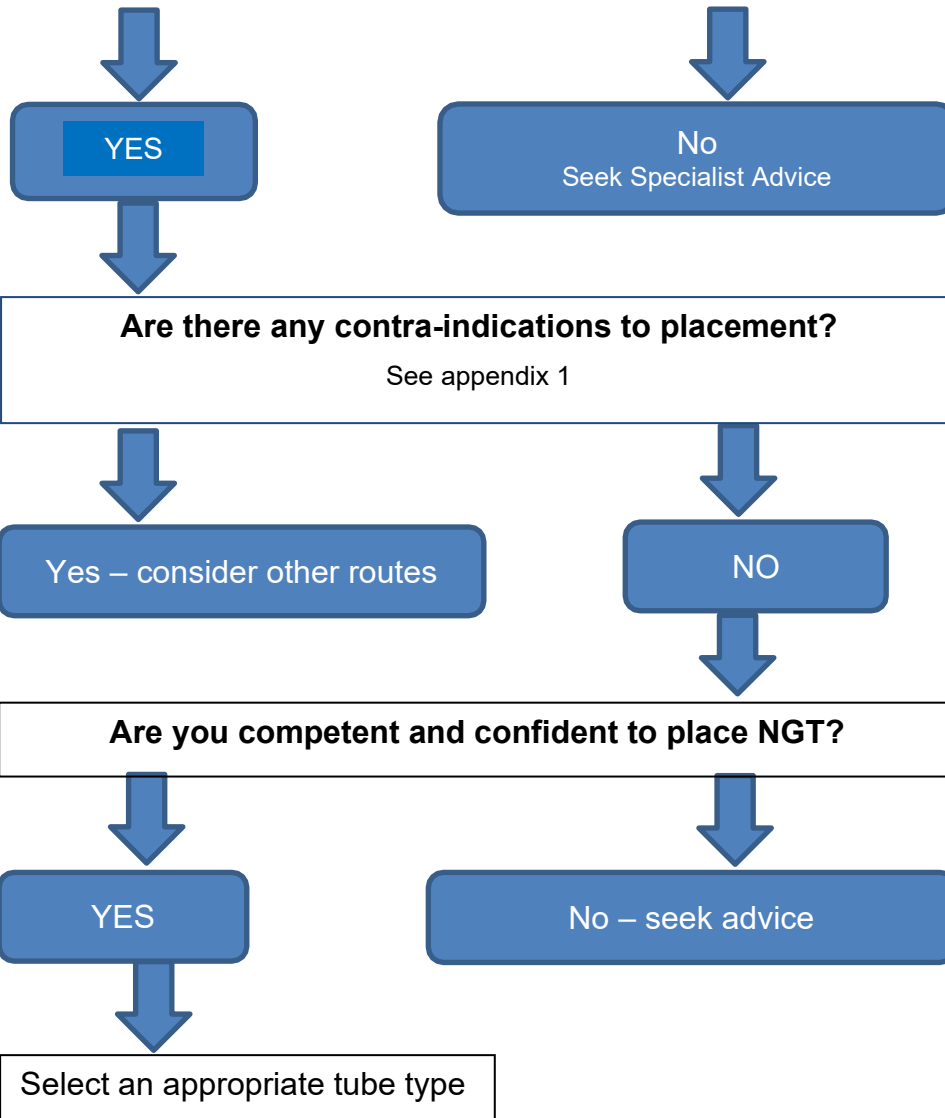 YES
No
Seek Specialist Advice
Are there any contra-indications to placement?
See appendix 1
Yes – consider other routes
NO
Are you competent and confident to place NGT?
YES
No – seek advice
Select an appropriate tube type